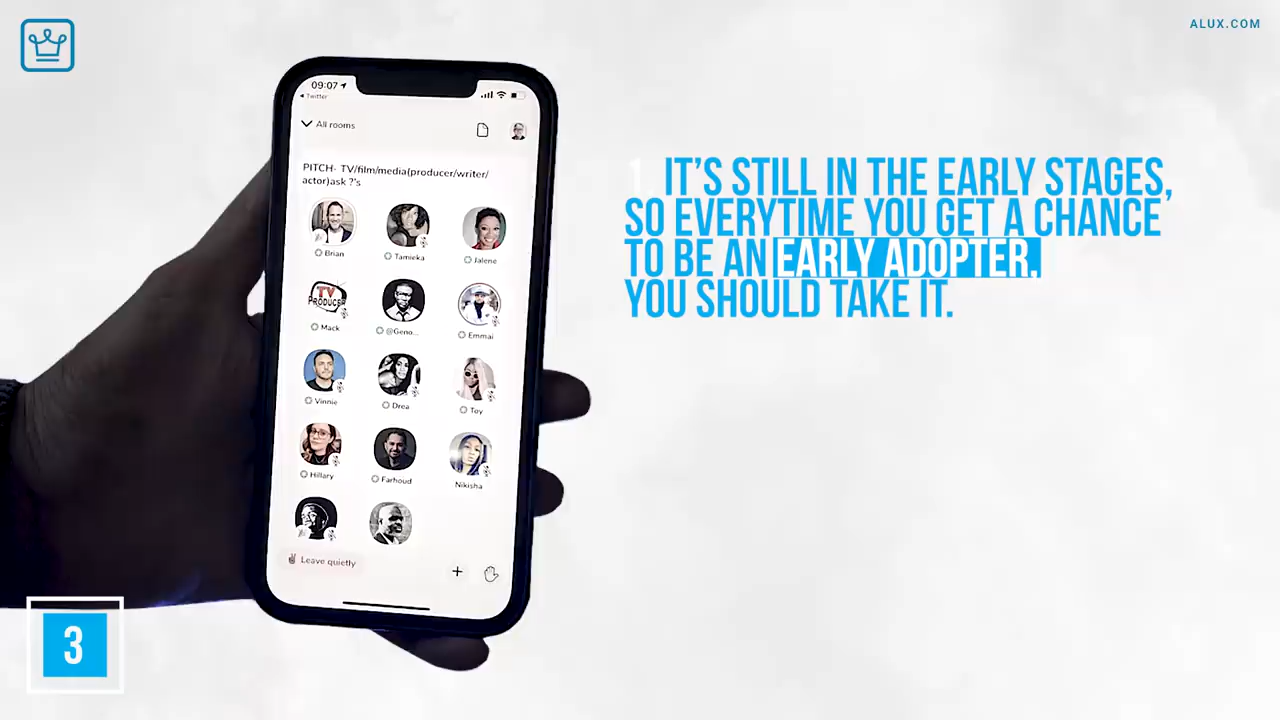 ALUX.COM
09:07
Twitter
All rooms
PITCH- TV/film/media(producer/writer/
actor)ask ?'s
Brian
Tamieka
Jalene
TV
PRODUCER
Mack
@Geno...
Emmai
Vinnie
Drea
Toy
Hillary
Farhoud
Nikisha
Leave quietly
1. IT'S STILL IN THE EARLY STAGES,
SO EVERYTIME YOU GET A CHANCE
TO BE AN EARLY ADOPTER,
YOU SHOULD TAKE IT.
3